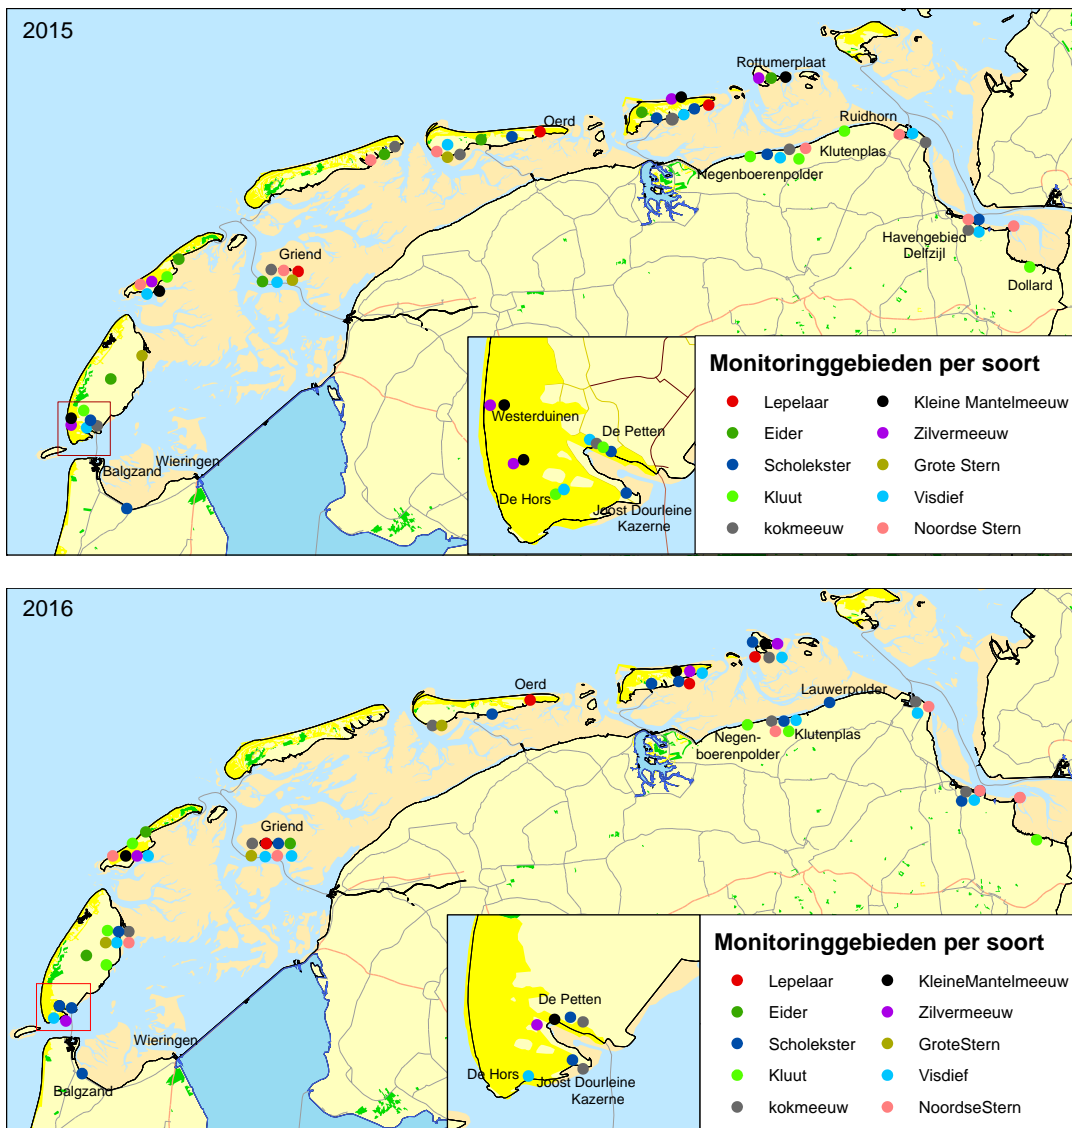 2015
Rottumerplaat
Oerd
Ruidhorn
Klutenplas
Negenboerenpolder
Griend
Havengebied
Delfzijl
Dollard
Balgzand
Wieringen
Westerduinen
De Petten
De Hors
Joost Dourleine
Kazerne
Monitoringgebieden per soort
Lepelaar
Kleine Mantelmeeuw
Eider
Zilvermeeuw
Scholekster
Grote Stern
Kluut
Visdief
kokmeeuw
Noordse Stern
2016
Oerd
Lauwerpolder
Negen-
boerenpolder
Klutenplas
Griend
Wieringen
Balgzand
De Petten
De Hors
Joost Dourleine
Kazerne
Monitoringgebieden per soort
Lepelaar
KleineMantelmeeuw
Eider
Zilvermeeuw
Scholekster
GroteStern
Kluut
Visdief
kokmeeuw
NoordseStern